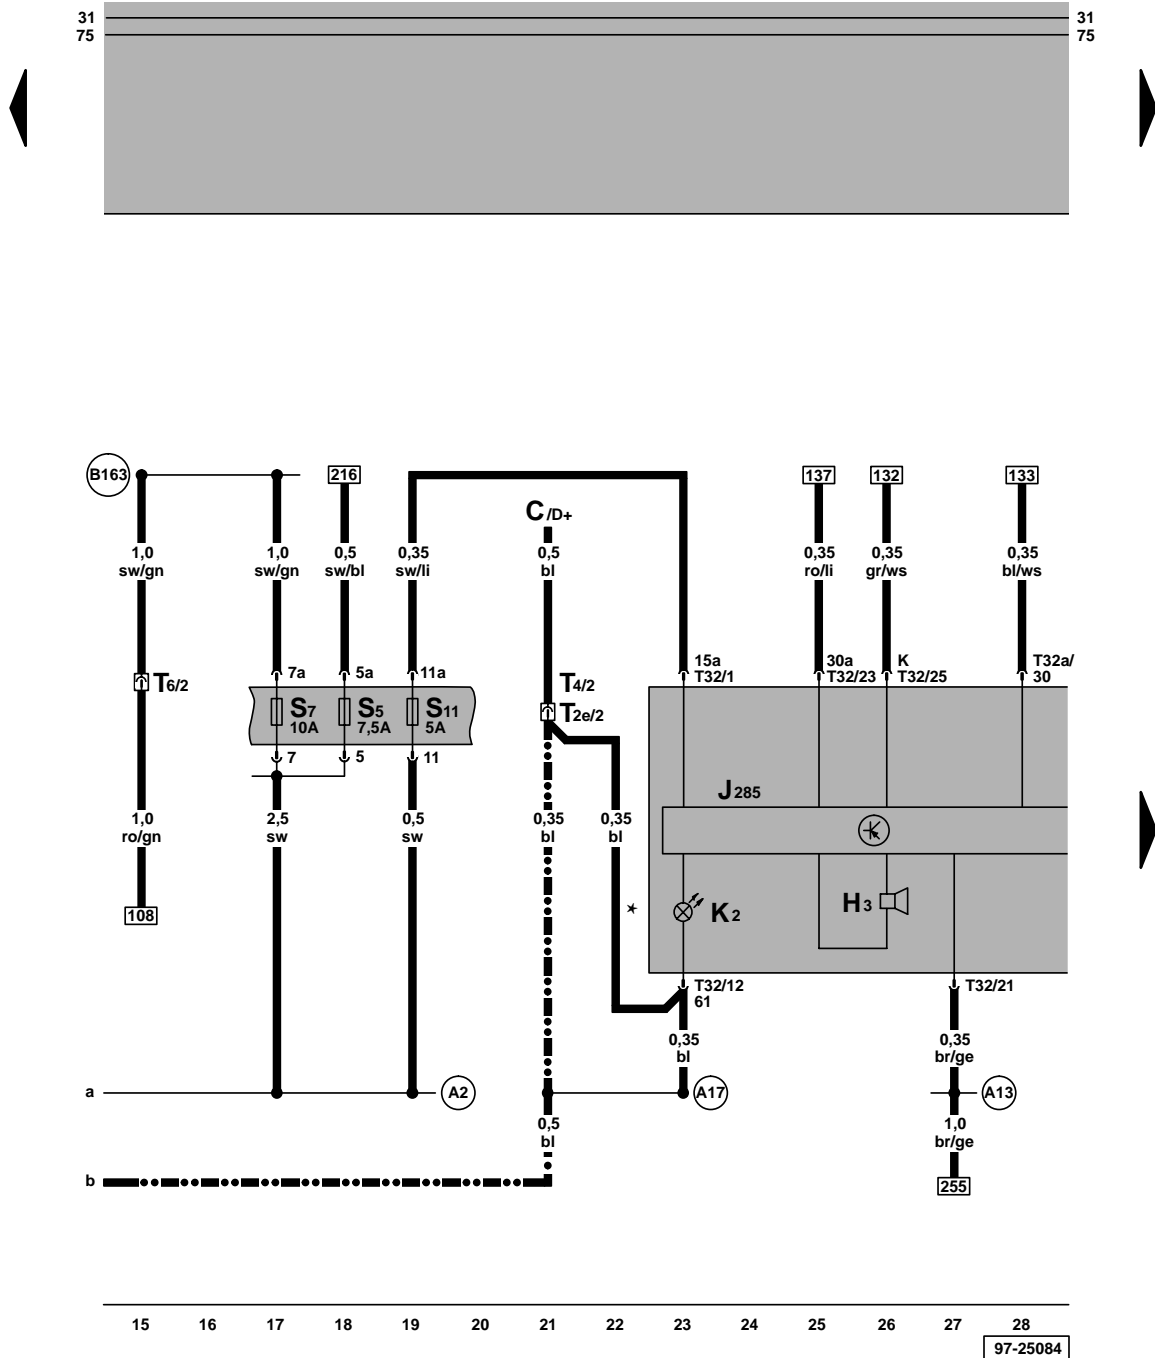 31 31
75 75
B163 216 137 132 133
C/D+
1,0 1,0 0,5 0,35 0,5 0,35 0,35 0,35
sw/gn sw/gn sw/bl sw/li bl ro/li gr/ws bl/ws
15a 30a K T32a/
7a 5a 11a T32/1 T32/23 T32/25 30
T6/2 T4/2
S7 S5 S11 T2e/2
10A 7,5A 5A
7 5 11
J285
1,0 2,5 0,5 0,35 0,35
ro/gn sw sw bl bl
108 ★ K2 H3
T32/12 T32/21
61
0,35 0,35
bl br/ge
a A2 A17 A13
0,5 1,0
bl br/ge
b 255
15 16 17 18 19 20 21 22 23 24 25 26 27 28
97-25084